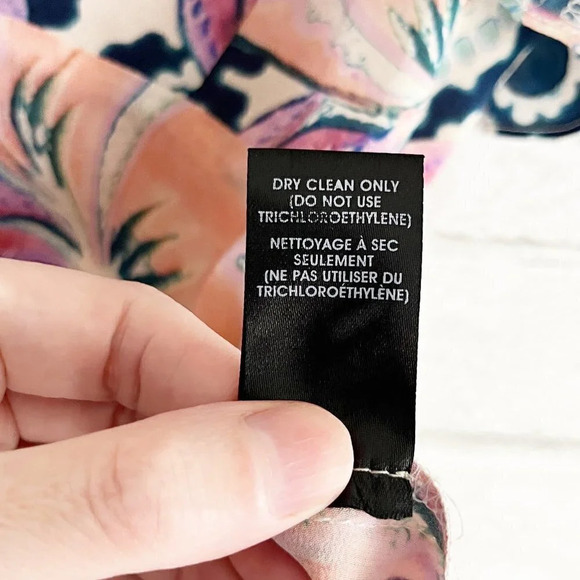 DRY CLEAN ONLY
(DO NOT USE
TRICHLOROETHYLENE)
NETTOYAGE À SEC
SEULEMENT
(NE PAS UTILISER DU
TRICHLOROÉTHYLÈNE)